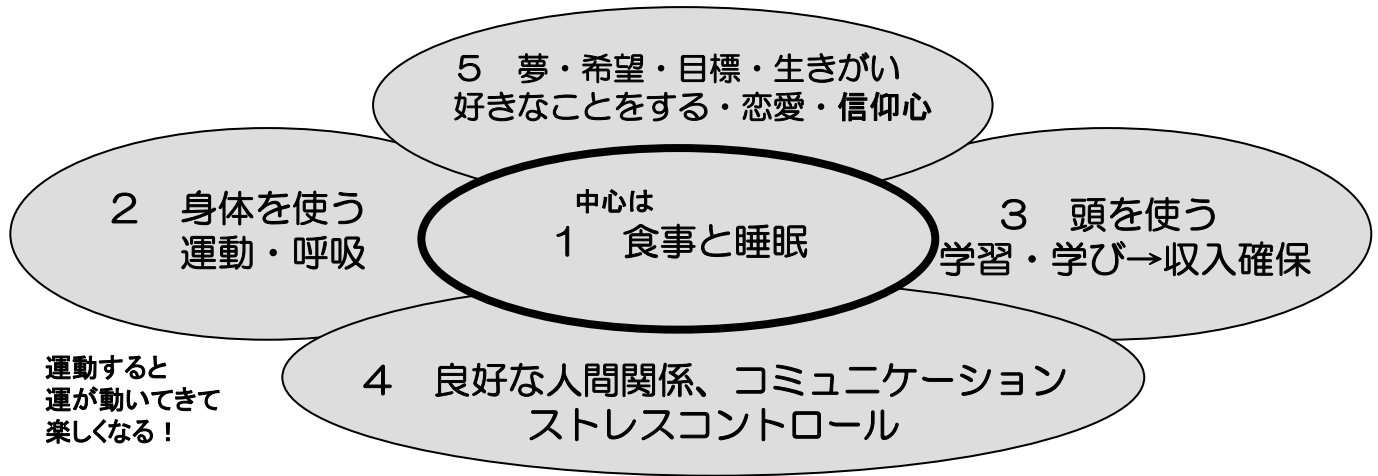 ５　夢・希望・目標・生きがい
好きなことをする・恋愛・信仰心
２　身体を使う
運動・呼吸
中心は
１　食事と睡眠
３　頭を使う
学習・学び→収入確保
４　良好な人間関係、コミュニケーション
ストレスコントロール
運動すると
運が動いてきて
楽しくなる！